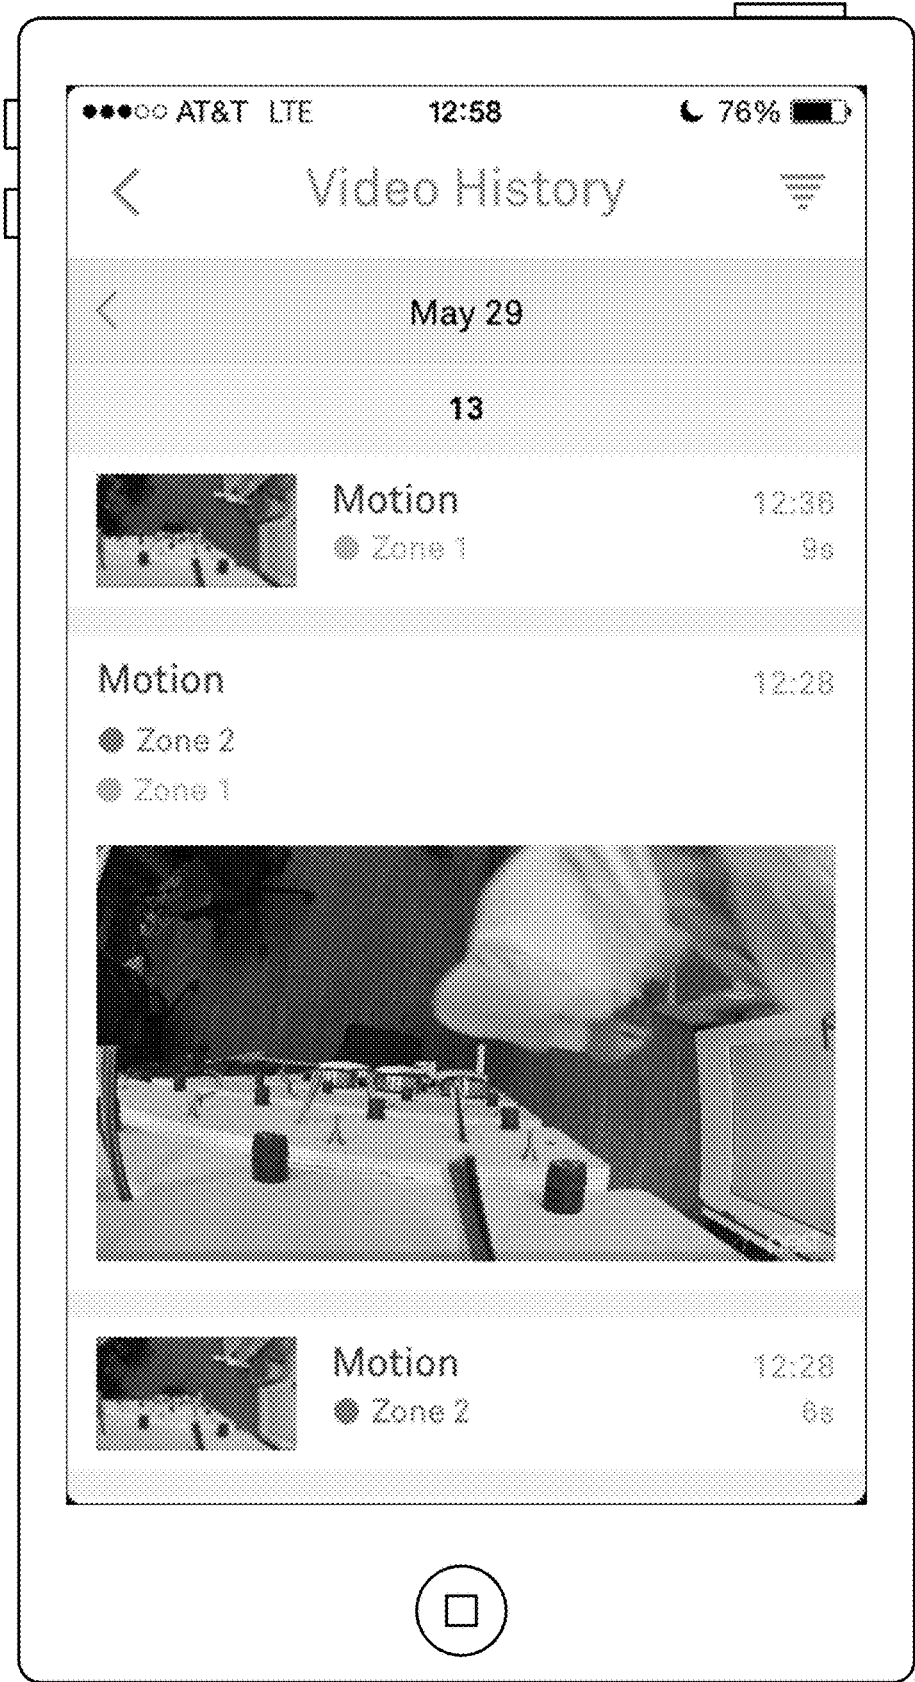 AT&T LTE 12:58 76%
Video History
May 29
13
Motion 12:36
Zone 1 9s
Motion 12:28
Zone 2
Zone 1
Motion 12:28
Zone 2 6s